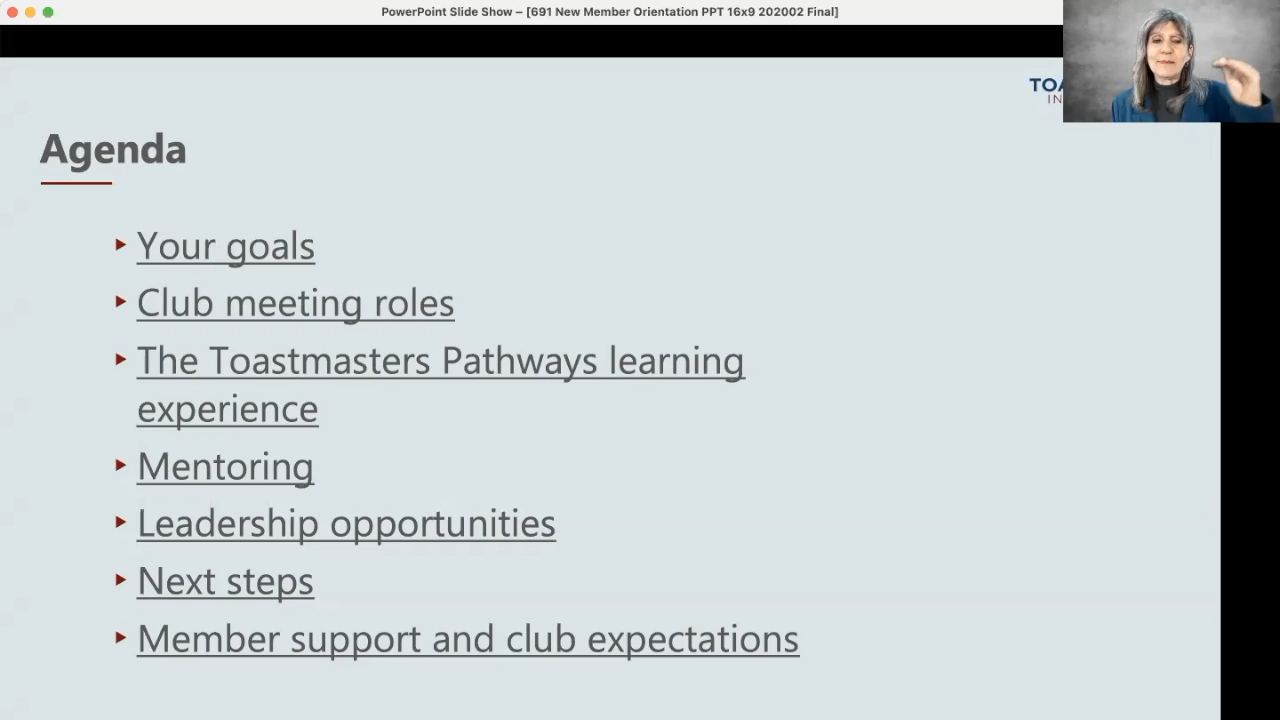 PowerPoint Slide Show – [691 New Member Orientation PPT 16x9 202002 Final]
Agenda
Your goals
Club meeting roles
The Toastmasters Pathways learning
experience
Mentoring
Leadership opportunities
Next steps
Member support and club expectations